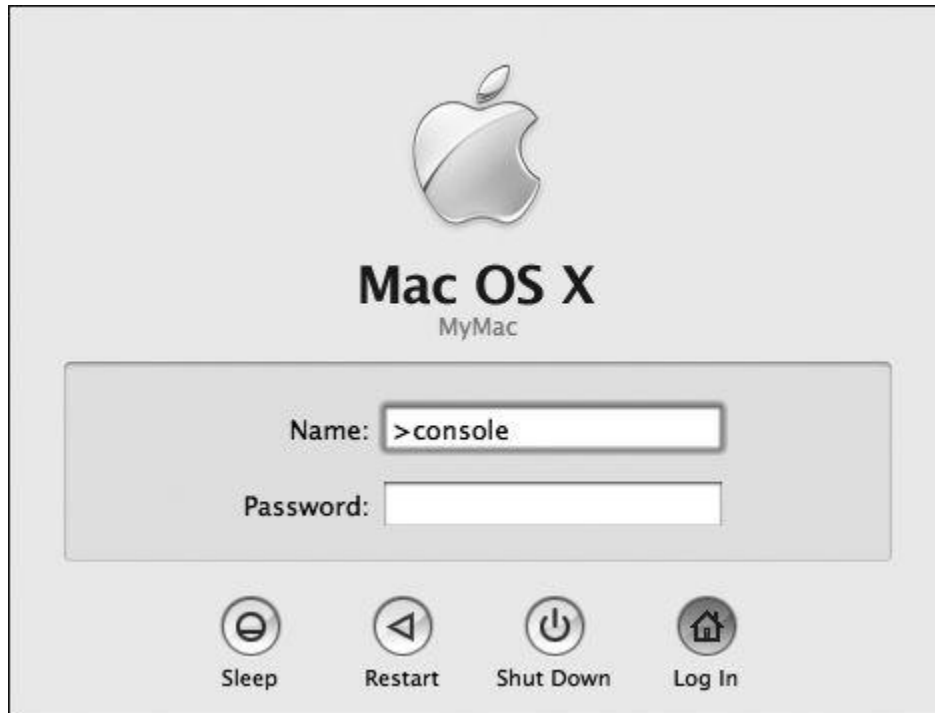 Mac OS X
MyMac
Name: >console
Password:
Sleep Restart Shut Down Log In